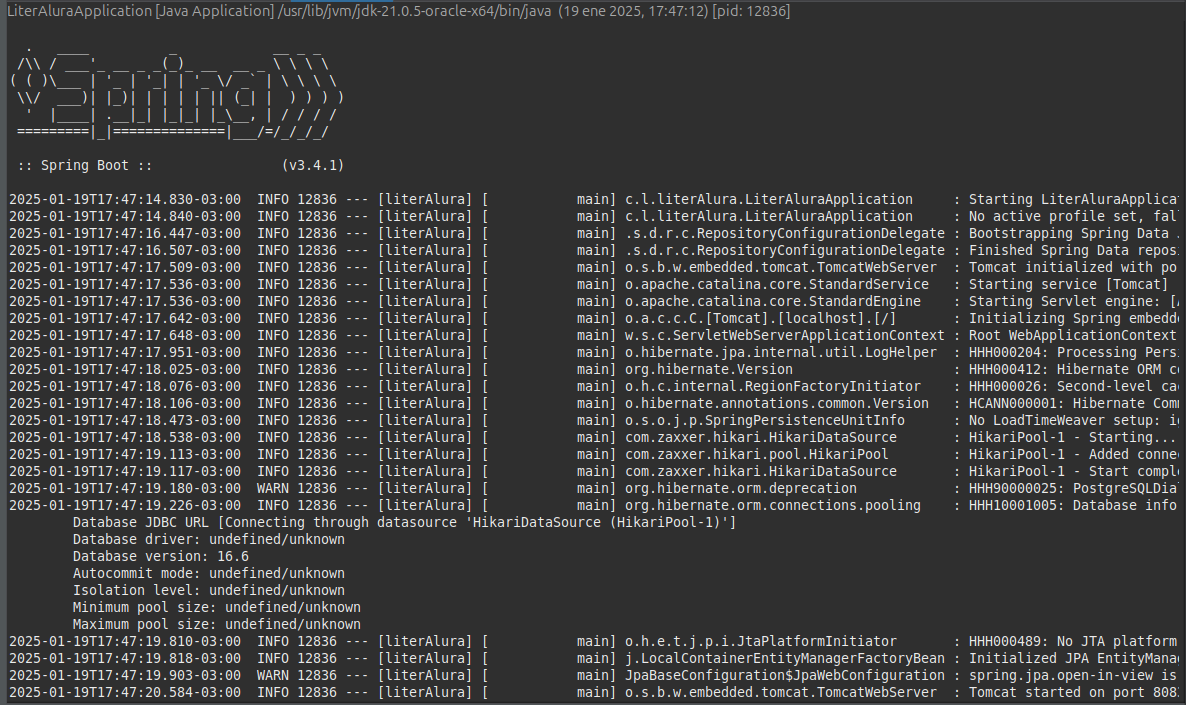 LiterAluraApplication [Java Application] /usr/lib/jvm/jdk-21.0.5-oracle-x64/bin/java  (19 ene 2025, 17:47:12) [pid: 12836]
  .   ____          _            __ _ _
 /\\ / ___'_ __ _ _(_)_ __  __ _ \ \ \ \
( ( )\___ | '_ | '_| | '_ \/ _` | \ \ \ \
 \\/  ___)| |_)| | | | | || (_| |  ) ) ) )
  '  |____| .__|_| |_|_| |_\__, | / / / /
 =========|_|==============|___/=/_/_/_/
 :: Spring Boot ::                (v3.4.1)
2025-01-19T17:47:14.830-03:00  INFO 12836 --- [literAlura] [           main] c.l.literAlura.LiterAluraApplication     : Starting LiterAluraApplica
2025-01-19T17:47:14.840-03:00  INFO 12836 --- [literAlura] [           main] c.l.literAlura.LiterAluraApplication     : No active profile set, fal
2025-01-19T17:47:16.447-03:00  INFO 12836 --- [literAlura] [           main] .s.d.r.c.RepositoryConfigurationDelegate : Bootstrapping Spring Data
2025-01-19T17:47:16.507-03:00  INFO 12836 --- [literAlura] [           main] .s.d.r.c.RepositoryConfigurationDelegate : Finished Spring Data repos
2025-01-19T17:47:17.509-03:00  INFO 12836 --- [literAlura] [           main] o.s.b.w.embedded.tomcat.TomcatWebServer  : Tomcat initialized with po
2025-01-19T17:47:17.536-03:00  INFO 12836 --- [literAlura] [           main] o.apache.catalina.core.StandardService   : Starting service [Tomcat]
2025-01-19T17:47:17.536-03:00  INFO 12836 --- [literAlura] [           main] o.apache.catalina.core.StandardEngine    : Starting Servlet engine: [A
2025-01-19T17:47:17.642-03:00  INFO 12836 --- [literAlura] [           main] o.a.c.c.C.[Tomcat].[localhost].[/]       : Initializing Spring embedd
2025-01-19T17:47:17.648-03:00  INFO 12836 --- [literAlura] [           main] w.s.c.ServletWebServerApplicationContext : Root WebApplicationContext
2025-01-19T17:47:17.951-03:00  INFO 12836 --- [literAlura] [           main] o.hibernate.jpa.internal.util.LogHelper  : HHH000204: Processing Pers
2025-01-19T17:47:18.025-03:00  INFO 12836 --- [literAlura] [           main] org.hibernate.Version                    : HHH000412: Hibernate ORM c
2025-01-19T17:47:18.076-03:00  INFO 12836 --- [literAlura] [           main] o.h.c.internal.RegionFactoryInitiator    : HHH000026: Second-level ca
2025-01-19T17:47:18.106-03:00  INFO 12836 --- [literAlura] [           main] o.hibernate.annotations.common.Version   : HCANN000001: Hibernate Com
2025-01-19T17:47:18.473-03:00  INFO 12836 --- [literAlura] [           main] o.s.o.j.p.SpringPersistenceUnitInfo      : No LoadTimeWeaver setup: ig
2025-01-19T17:47:18.538-03:00  INFO 12836 --- [literAlura] [           main] com.zaxxer.hikari.HikariDataSource       : HikariPool-1 - Starting...
2025-01-19T17:47:19.113-03:00  INFO 12836 --- [literAlura] [           main] com.zaxxer.hikari.pool.HikariPool        : HikariPool-1 - Added conne
2025-01-19T17:47:19.117-03:00  INFO 12836 --- [literAlura] [           main] com.zaxxer.hikari.HikariDataSource       : HikariPool-1 - Start compl
2025-01-19T17:47:19.180-03:00  WARN 12836 --- [literAlura] [           main] org.hibernate.orm.deprecation            : HHH90000025: PostgreSQLDia
2025-01-19T17:47:19.226-03:00  INFO 12836 --- [literAlura] [           main] org.hibernate.orm.connections.pooling    : HHH10001005: Database info
        Database JDBC URL [Connecting through datasource 'HikariDataSource (HikariPool-1)']
        Database driver: undefined/unknown
        Database version: 16.6
        Autocommit mode: undefined/unknown
        Isolation level: undefined/unknown
        Minimum pool size: undefined/unknown
        Maximum pool size: undefined/unknown
2025-01-19T17:47:19.810-03:00  INFO 12836 --- [literAlura] [           main] o.h.e.t.j.p.i.JtaPlatformInitiator       : HHH000489: No JTA platform
2025-01-19T17:47:19.818-03:00  INFO 12836 --- [literAlura] [           main] j.LocalContainerEntityManagerFactoryBean : Initialized JPA EntityManag
2025-01-19T17:47:19.903-03:00  WARN 12836 --- [literAlura] [           main] JpaBaseConfiguration$JpaWebConfiguration : spring.jpa.open-in-view is
2025-01-19T17:47:20.584-03:00  INFO 12836 --- [literAlura] [           main] o.s.b.w.embedded.tomcat.TomcatWebServer  : Tomcat started on port 808